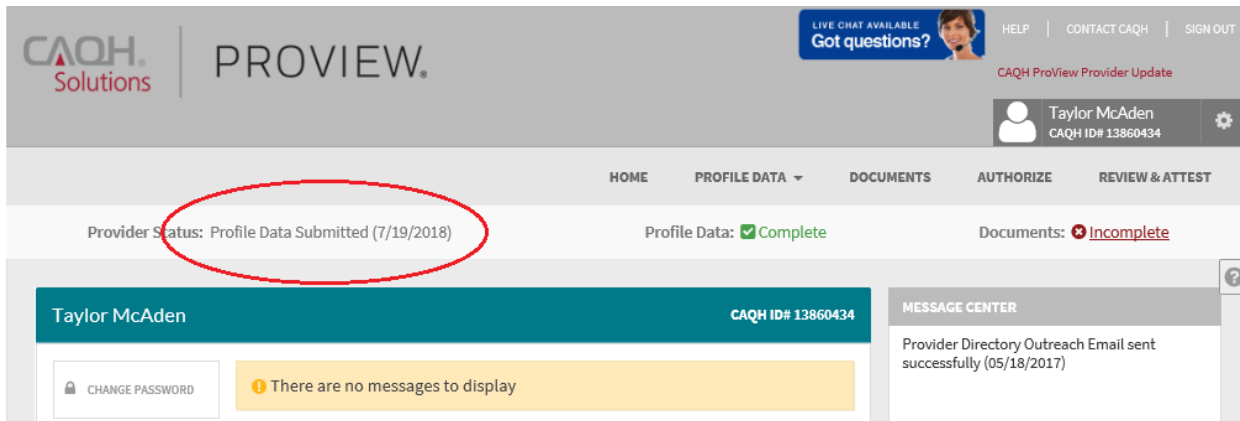 LIVE CHAT AVAILABLE
Got questions?
HELP | CONTACT CAQH | SIGN OUT
CAQH ProView Provider Update
CAQH.
Solutions
PROVIEW®
Taylor McAden
CAQH ID# 13860434
HOME PROFILE DATA DOCUMENTS AUTHORIZE REVIEW & ATTEST
Provider Status: Profile Data Submitted (7/19/2018) Profile Data: Complete Documents: Incomplete
Taylor McAden CAQH ID# 13860434
CHANGE PASSWORD
There are no messages to display
MESSAGE CENTER
Provider Directory Outreach Email sent
successfully (05/18/2017)